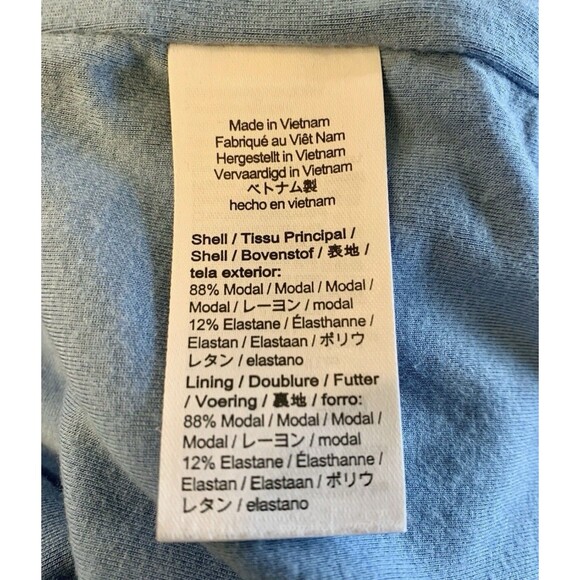 Made in Vietnam
Fabriqué au Viêt Nam
Hergestellt in Vietnam
Vervaardigd in Vietnam
ベトナム製
hecho en vietnam
Shell / Tissu Principal /
Shell / Bovenstof / 表地 /
tela exterior:
88% Modal / Modal / Modal /
Modal / レーヨン / modal
12% Elastane / Élasthanne /
Elastan / Elastaan / ポリウ
レタン / elastano
Lining / Doublure / Futter
/ Voering / 裏地 / forro:
88% Modal / Modal / Modal /
Modal / レーヨン / modal
12% Elastane / Élasthanne /
Elastan / Elastaan / ポリウ
レタン / elastano